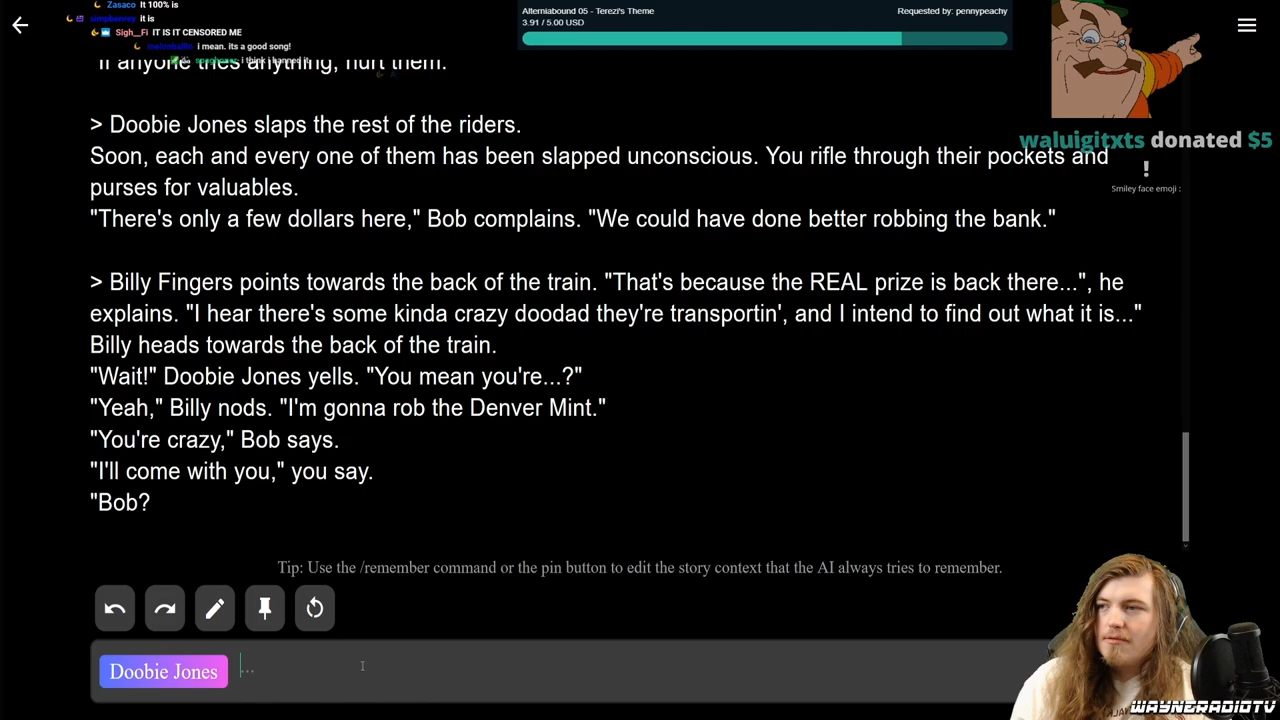 Zasaco It 100% is
simpbenrey it is
Sigh__Fi IT IS IT CENSORED ME
i mean. its a good song!
i think i banned it
Alterniabound 05 - Terezi's Theme
Requested by: pennypeachy
3.91 / 5.00 USD
waluigitxts donated $5
!
Smiley face emoji :
"If anyone tries anything, hurt them.
> Doobie Jones slaps the rest of the riders.
Soon, each and every one of them has been slapped unconscious. You rifle through their pockets and
purses for valuables.
"There's only a few dollars here," Bob complains. "We could have done better robbing the bank."
> Billy Fingers points towards the back of the train. "That's because the REAL prize is back there...", he
explains. "I hear there's some kinda crazy doodad they're transportin', and I intend to find out what it is..."
Billy heads towards the back of the train.
"Wait!" Doobie Jones yells. "You mean you're...?"
"Yeah," Billy nods. "I'm gonna rob the Denver Mint."
"You're crazy," Bob says.
"I'll come with you," you say.
"Bob?
Tip: Use the /remember command or the pin button to edit the story context that the AI always tries to remember.
Doobie Jones ...
WAYNERADIOTV